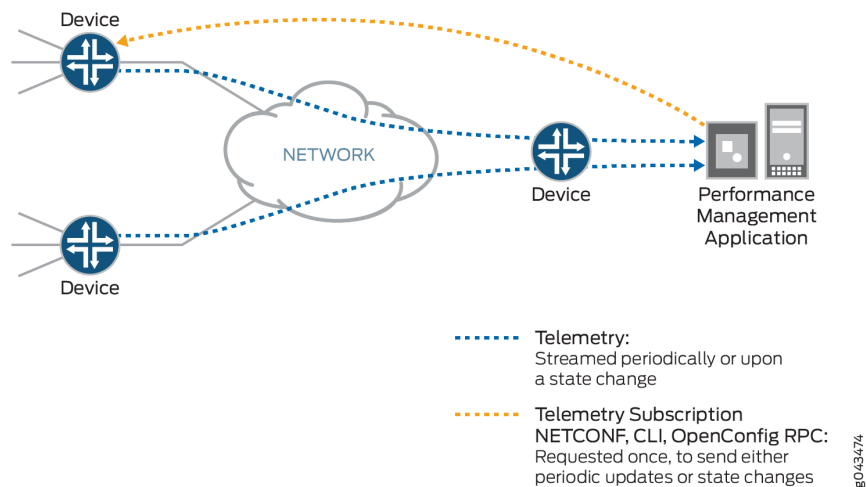 Device
NETWORK
Device
Performance
Management
Application
Device
Telemetry:
Streamed periodically or upon
a state change
Telemetry Subscription
NETCONF, CLI, OpenConfig RPC:
Requested once, to send either
periodic updates or state changes
g043474